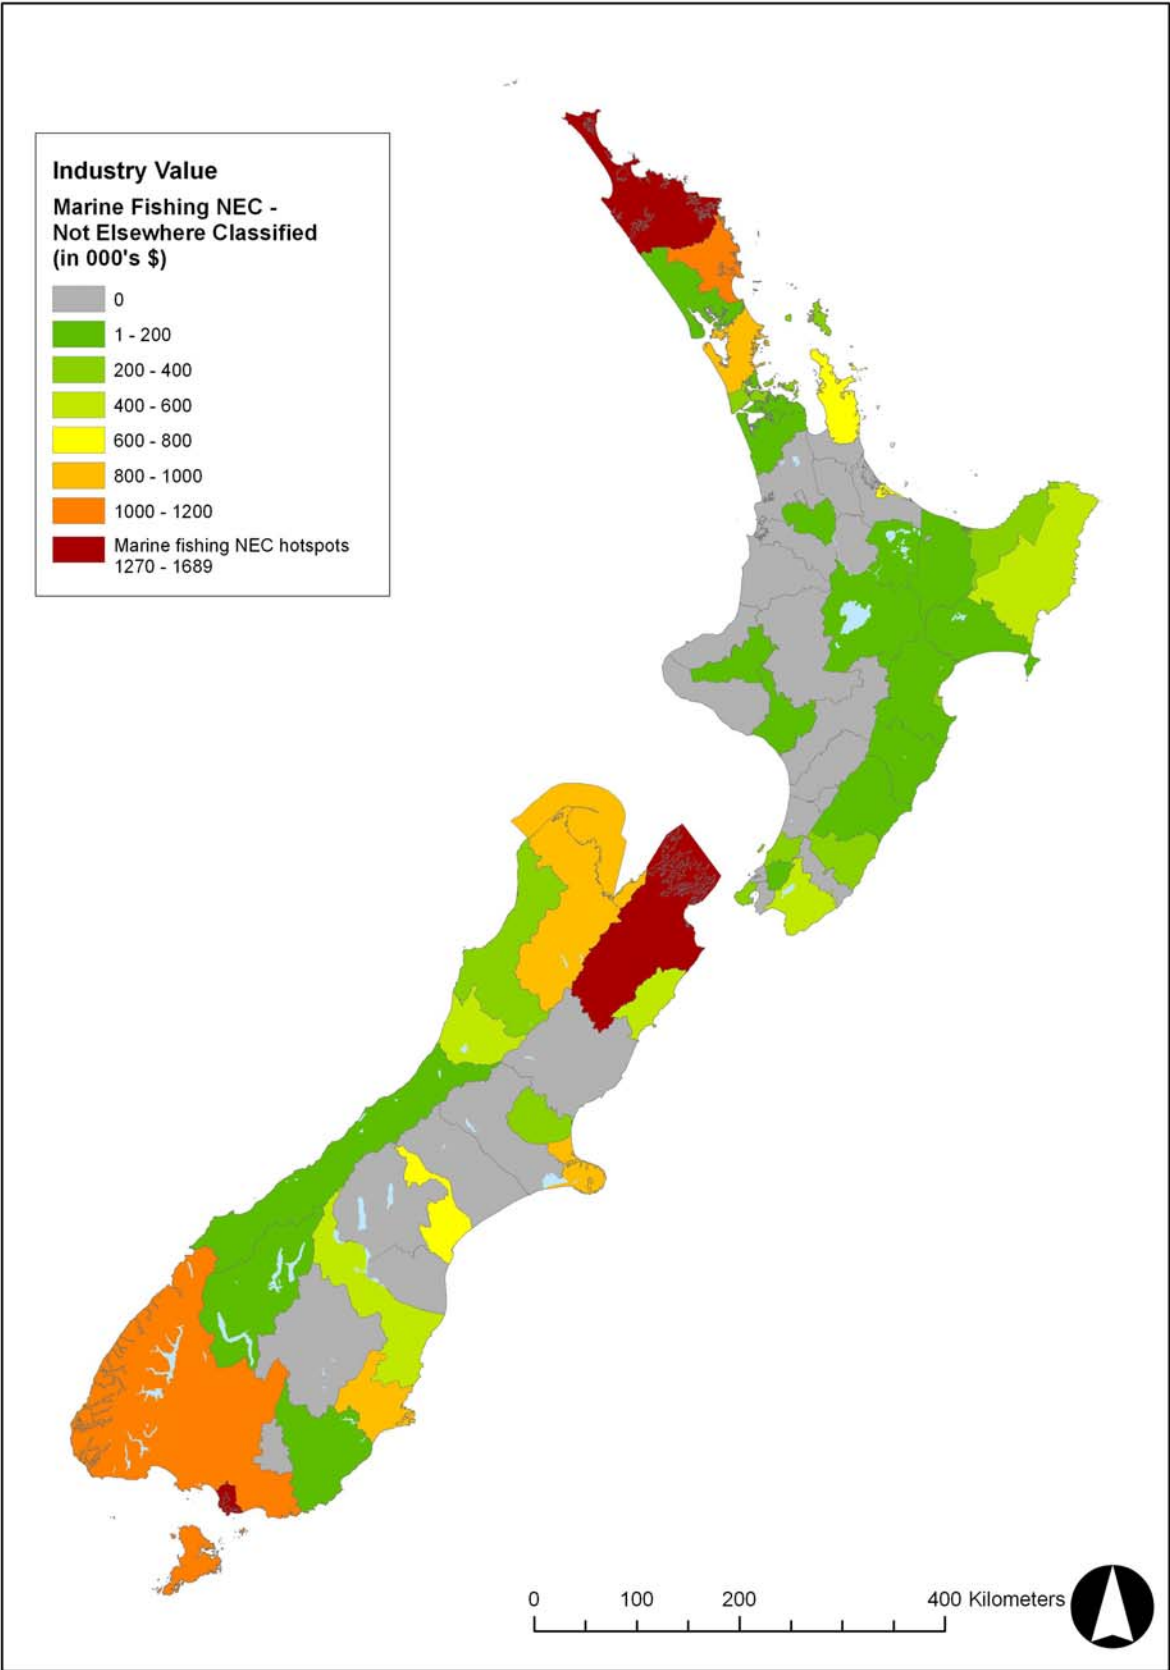 Industry Value
Marine Fishing NEC -
Not Elsewhere Classified
(in 000's $)
0
1 - 200
200 - 400
400 - 600
600 - 800
800 - 1000
1000 - 1200
Marine fishing NEC hotspots
1270 - 1689
0 100 200 400 Kilometers